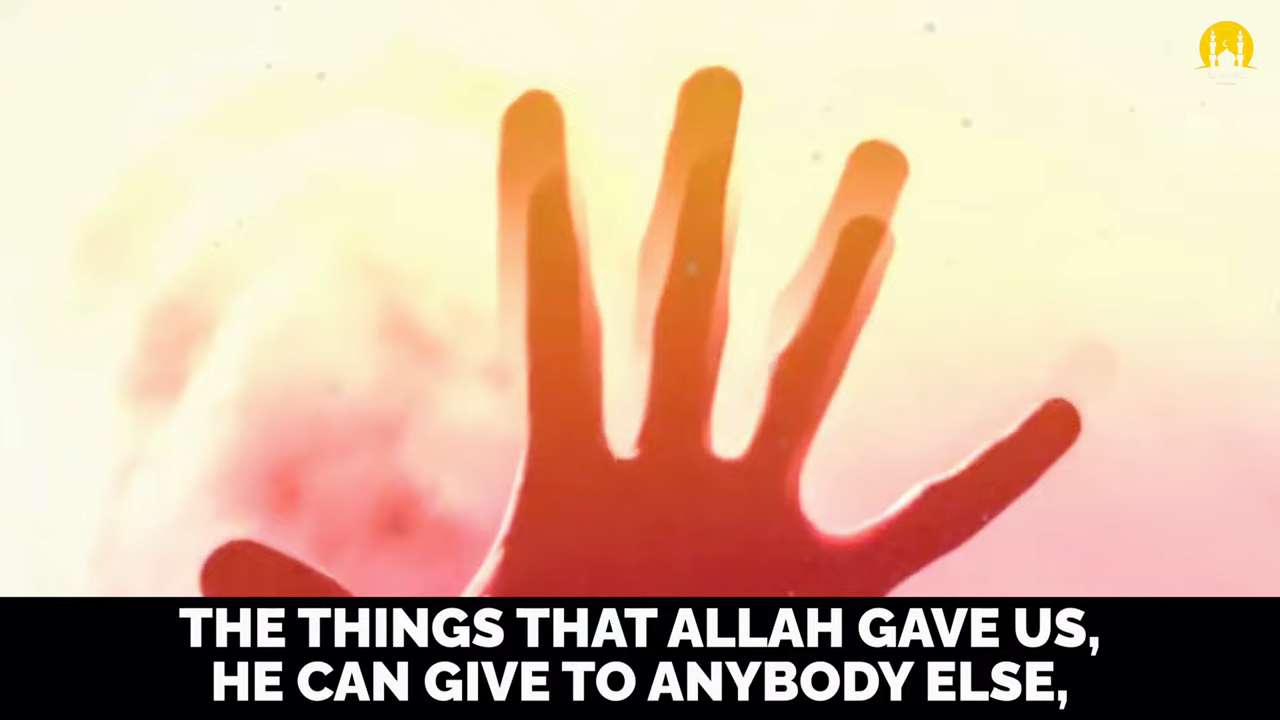 THE THINGS THAT ALLAH GAVE US,
HE CAN GIVE TO ANYBODY ELSE,